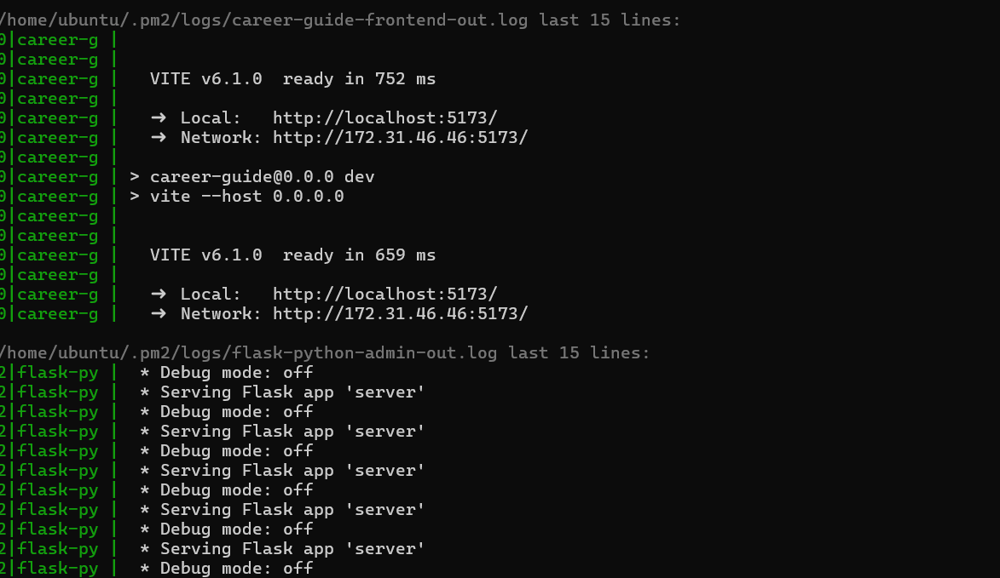 /home/ubuntu/.pm2/logs/career-guide-frontend-out.log last 15 lines:
0|career-g |
0|career-g |
0|career-g |   VITE v6.1.0  ready in 752 ms
0|career-g |
0|career-g |   ➜  Local:   http://localhost:5173/
0|career-g |   ➜  Network: http://172.31.46.46:5173/
0|career-g |
0|career-g | > career-guide@0.0.0 dev
0|career-g | > vite --host 0.0.0.0
0|career-g |
0|career-g |
0|career-g |   VITE v6.1.0  ready in 659 ms
0|career-g |
0|career-g |   ➜  Local:   http://localhost:5173/
0|career-g |   ➜  Network: http://172.31.46.46:5173/
/home/ubuntu/.pm2/logs/flask-python-admin-out.log last 15 lines:
2|flask-py |  * Debug mode: off
2|flask-py |  * Serving Flask app 'server'
2|flask-py |  * Debug mode: off
2|flask-py |  * Serving Flask app 'server'
2|flask-py |  * Debug mode: off
2|flask-py |  * Serving Flask app 'server'
2|flask-py |  * Debug mode: off
2|flask-py |  * Serving Flask app 'server'
2|flask-py |  * Debug mode: off
2|flask-py |  * Serving Flask app 'server'
2|flask-py |  * Debug mode: off